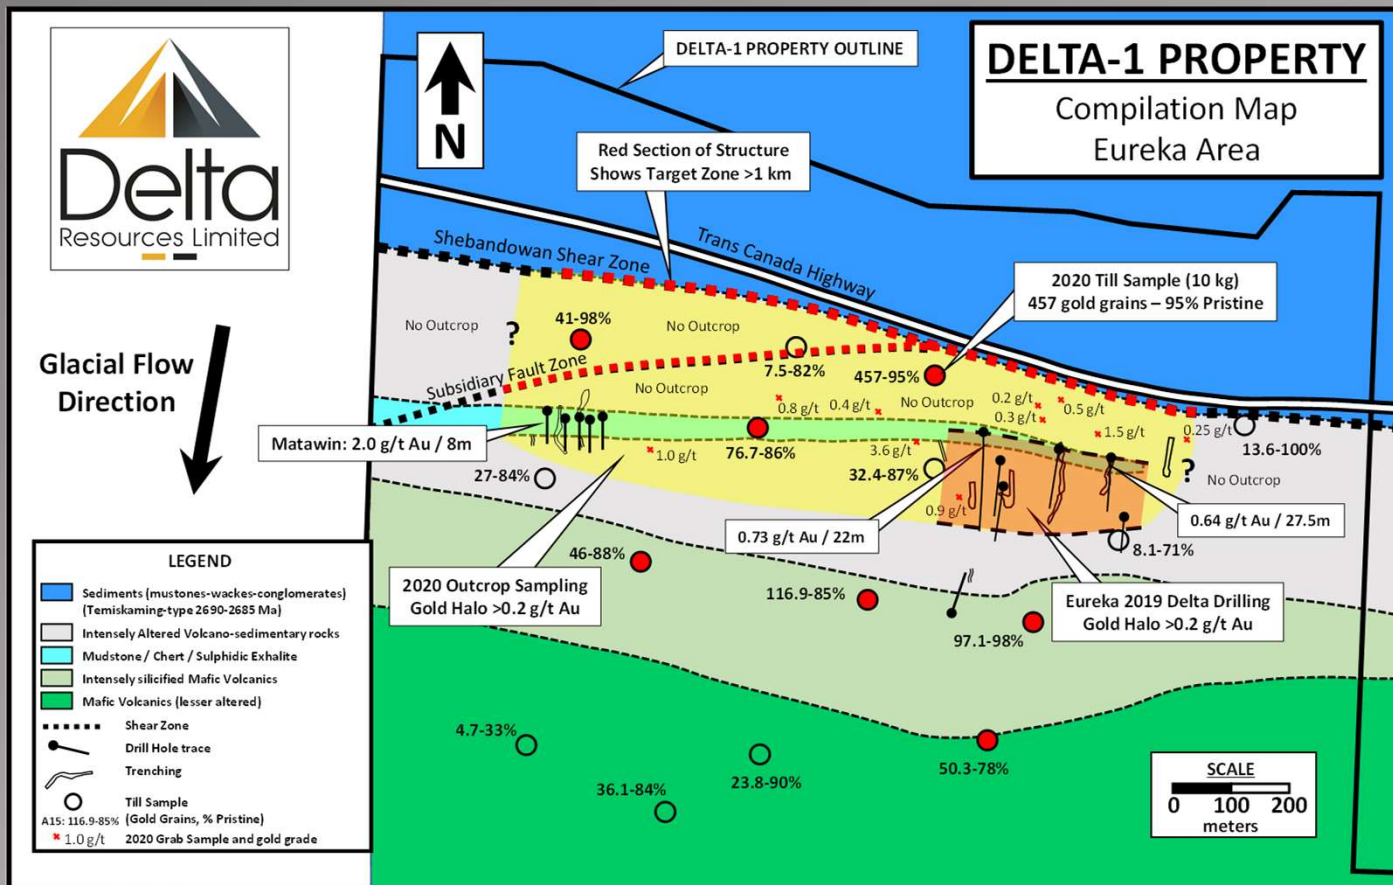 Delta
Resources Limited
N
DELTA-1 PROPERTY OUTLINE
DELTA-1 PROPERTY
Compilation Map
Eureka Area
Red Section of Structure
Shows Target Zone >1 km
Trans Canada Highway
Shebandowan Shear Zone
2020 Till Sample (10 kg)
457 gold grains – 95% Pristine
Glacial Flow
Direction
No Outcrop
?
41-98%
No Outcrop
7.5-82%
457-95%
Subsidiary Fault Zone
No Outcrop
0.8 g/t
0.4 g/t
No Outcrop
0.2 g/t
0.3 g/t
0.5 g/t
1.5 g/t
0.25 g/t
13.6-100%
Matawin: 2.0 g/t Au / 8m
1.0 g/t
76.7-86%
3.6 g/t
32.4-87%
?
No Outcrop
27-84%
0.9 g/t
0.73 g/t Au / 22m
0.64 g/t Au / 27.5m
8.1-71%
46-88%
2020 Outcrop Sampling
Gold Halo >0.2 g/t Au
116.9-85%
97.1-98%
Eureka 2019 Delta Drilling
Gold Halo >0.2 g/t Au
4.7-33%
36.1-84%
23.8-90%
50.3-78%
LEGEND
Sediments (mustones-wackes-conglomerates)
(Temiskaming-type 2690-2685 Ma)
Intensely Altered Volcano-sedimentary rocks
Mudstone / Chert / Sulphidic Exhalite
Intensely silicified Mafic Volcanics
Mafic Volcanics (lesser altered)
Shear Zone
Drill Hole trace
Trenching
Till Sample
A15: 116.9-85% (Gold Grains, % Pristine)
1.0 g/t 2020 Grab Sample and gold grade
SCALE
0 100 200
meters